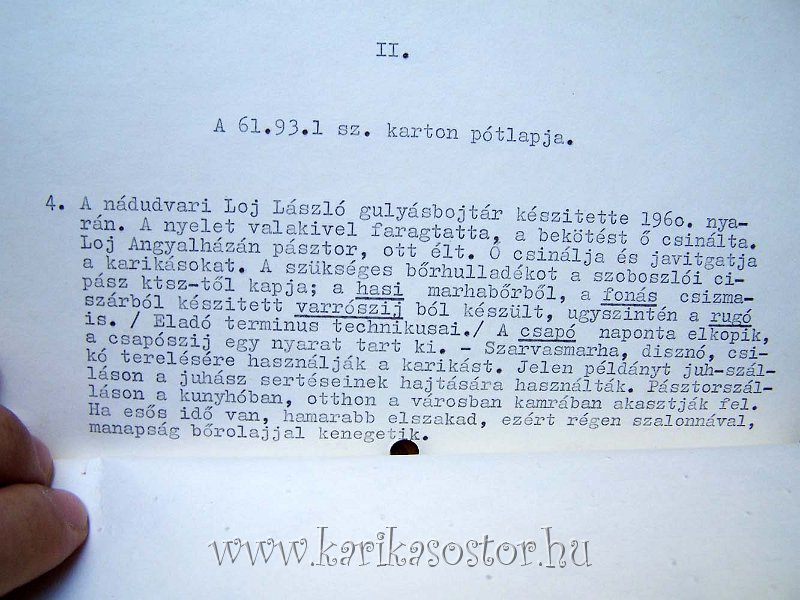 II.
A 61.93.1 sz. karton pótlapja.
4. A nádudvari Loj László gulyásbojtár készitette 196o. nya-
rán. A nyelet valakivel faragtatta, a bekötést ő csinálta.
Loj Angyalházán pásztor, ott élt. Ő csinálja és javitgatja
a karikásokat. A szükséges bőrhulladékot a szoboszlói ci-
pász ktsz-től kapja; a hasi marhabőrből, a fonás csizma-
szárból készitett varrószij ból készült, ugyszintén a rugó
is. / Eladó terminus technikusai./ A csapó naponta elkopik,
a csapószij egy nyarat tart ki. - Szarvasmarha, disznó, csi-
kó terelésére használják a karikást. Jelen példányt juh-szál-
láson a juhász sertéseinek hajtására használták. Pásztorszál-
láson a kunyhóban, otthon a városban kamrában akasztják fel.
Ha esős idő van, hamarabb elszakad, ezért régen szalonnával,
manapság bőrolajjal kenegetik.
www.karikasostor.hu